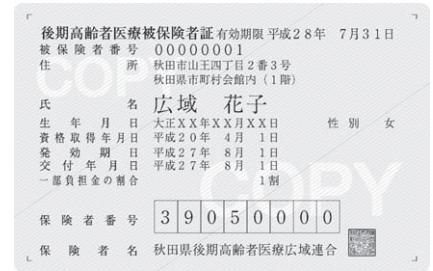 後期高齢者医療被保険者証 有効期限 平成28年 7月31日
被保険者番号 00000001
住所 秋田市山王四丁目2番3号
秋田県市町村会館内（1階）
氏名 広域 花子
生年月日 大正XX年XX月XX日 性別 女
資格取得年月日 平成20年 4月 1日
発効期日 平成27年 8月 1日
交付年月日 平成27年 8月 1日
一部負担金の割合 1割
保険者番号 39050000
保険者名 秋田県後期高齢者医療広域連合
COPY
COPY